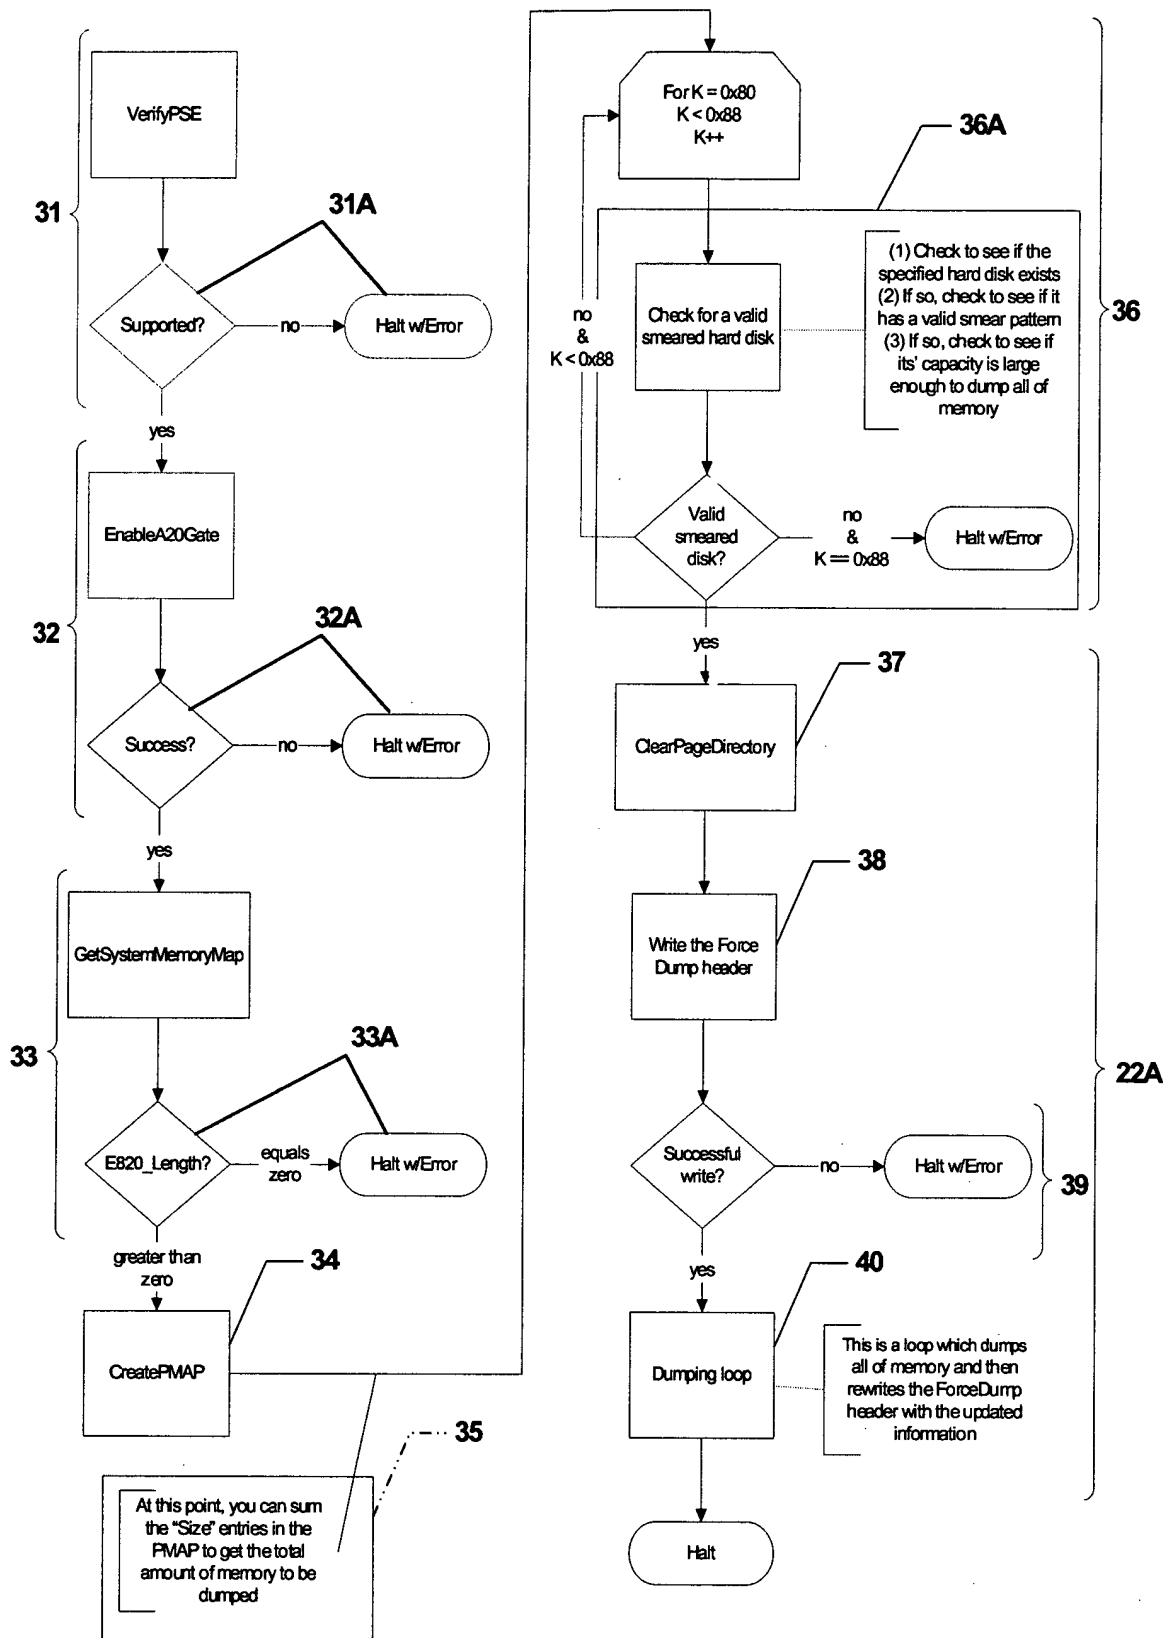 VerifyPSE
31
31A
Supported?
no
Halt w/Error
yes
EnableA20Gate
32
32A
Success?
no
Halt w/Error
yes
GetSystemMemoryMap
33
33A
E820_Length?
equals
zero
Halt w/Error
greater than
zero
34
CreatePMAP
35
At this point, you can sum
the "Size" entries in the
PMAP to get the total
amount of memory to be
dumped
For K = 0x80
K < 0x88
K++
36A
36
no
&
K < 0x88
Check for a valid
smeared hard disk
(1) Check to see if the
specified hard disk exists
(2) If so, check to see if it
has a valid smear pattern
(3) If so, check to see if
its' capacity is large
enough to dump all of
memory
Valid
smeared
disk?
no
&
K == 0x88
Halt w/Error
yes
37
ClearPageDirectory
38
Write the Force
Dump header
22A
Successful
write?
no
Halt w/Error
39
yes
40
Dumping loop
This is a loop which dumps
all of memory and then
rewrites the ForceDump
header with the updated
information
Halt